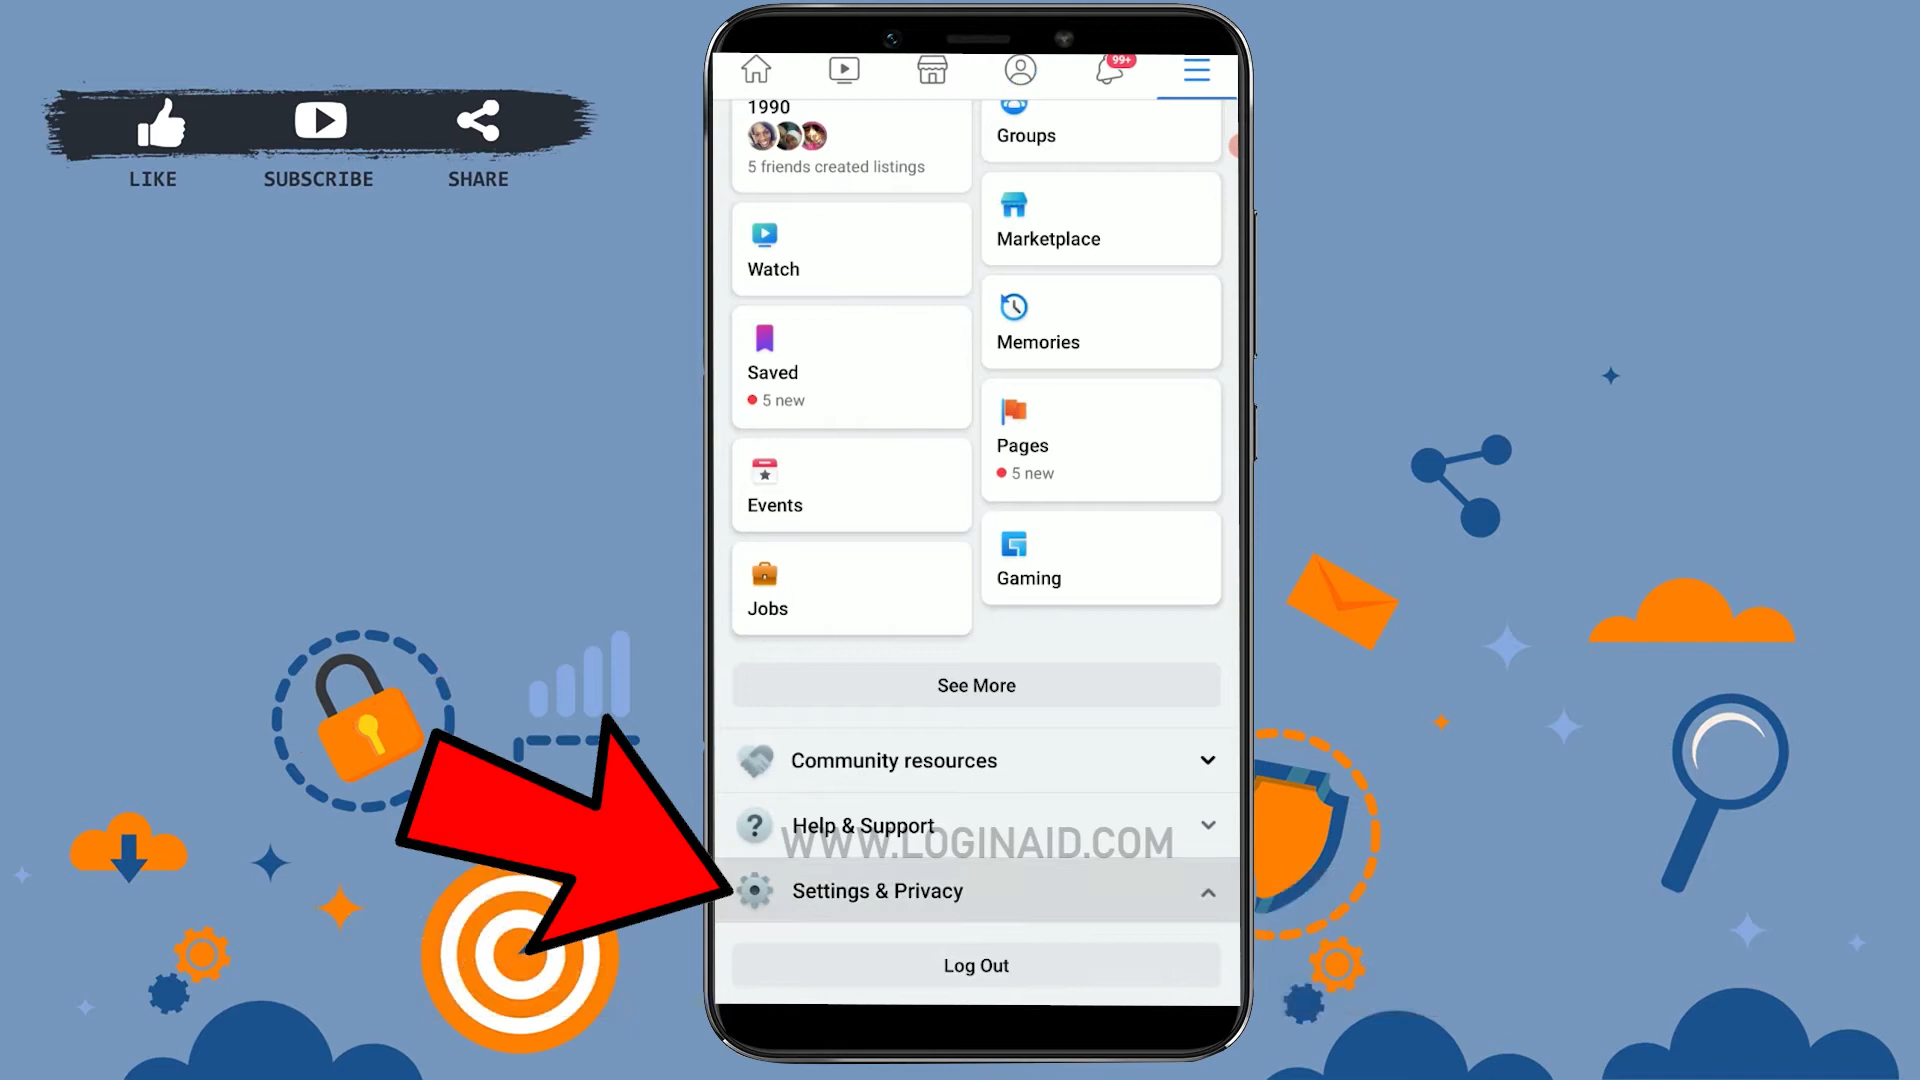 LIKE
SUBSCRIBE
SHARE
99+
1990
5 friends created listings
Groups
Marketplace
Watch
Memories
Saved
5 new
Pages
5 new
Events
Gaming
Jobs
See More
Community resources
?
Help & Support
WWW.LOGINAID.COM
Settings & Privacy
Log Out